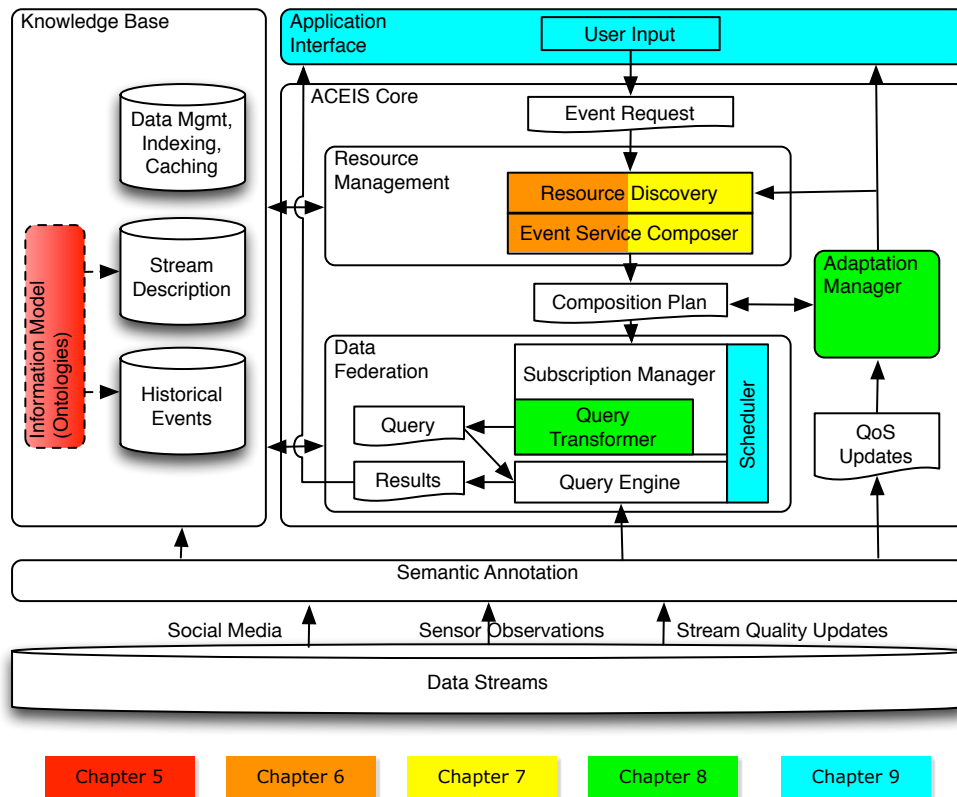 Knowledge Base
Data Mgmt,
Indexing,
Caching
Stream
Description
Historical
Events
Information Model
(Ontologies)
Application
Interface
User Input
ACEIS Core
Event Request
Resource
Management
Resource Discovery
Event Service Composer
Composition Plan
Adaptation
Manager
Data
Federation
Subscription Manager
Query
Transformer
Scheduler
Query
Results
Query Engine
QoS
Updates
Semantic Annotation
Social Media
Sensor Observations
Stream Quality Updates
Data Streams
Chapter 5
Chapter 6
Chapter 7
Chapter 8
Chapter 9